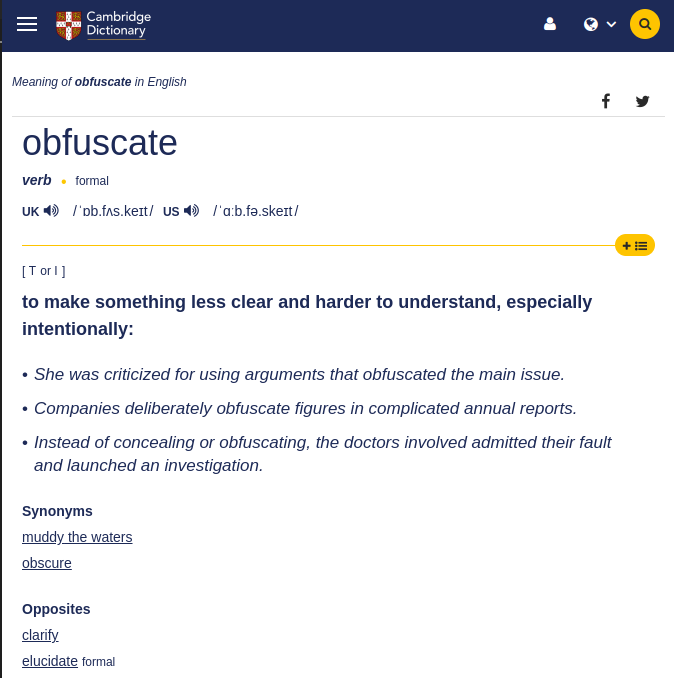 Cambridge
Dictionary
Meaning of obfuscate in English
obfuscate
verb • formal
UK /ˈɒb.fʌs.keɪt/ US /ˈɑːb.fə.skeɪt/
[ T or I ]
to make something less clear and harder to understand, especially
intentionally:
• She was criticized for using arguments that obfuscated the main issue.
• Companies deliberately obfuscate figures in complicated annual reports.
• Instead of concealing or obfuscating, the doctors involved admitted their fault
and launched an investigation.
Synonyms
muddy the waters
obscure
Opposites
clarify
elucidate formal